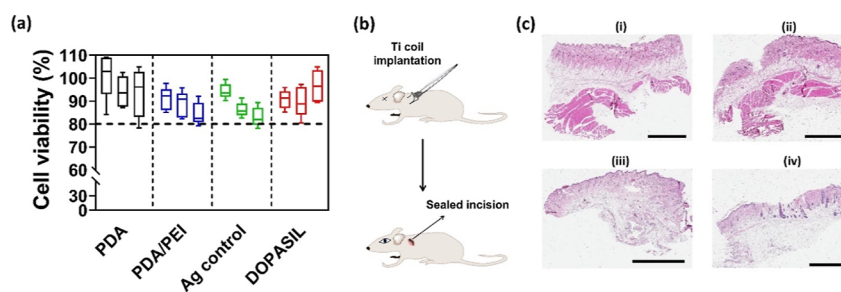 (a)
Cell viability (%)
110
100
90
80
70
60
30
0
PDA
PDA/PEI
Ag control
DOPASIL
(b)
Ti coil
implantation
Sealed incision
(c)
(i)
(ii)
(iii)
(iv)